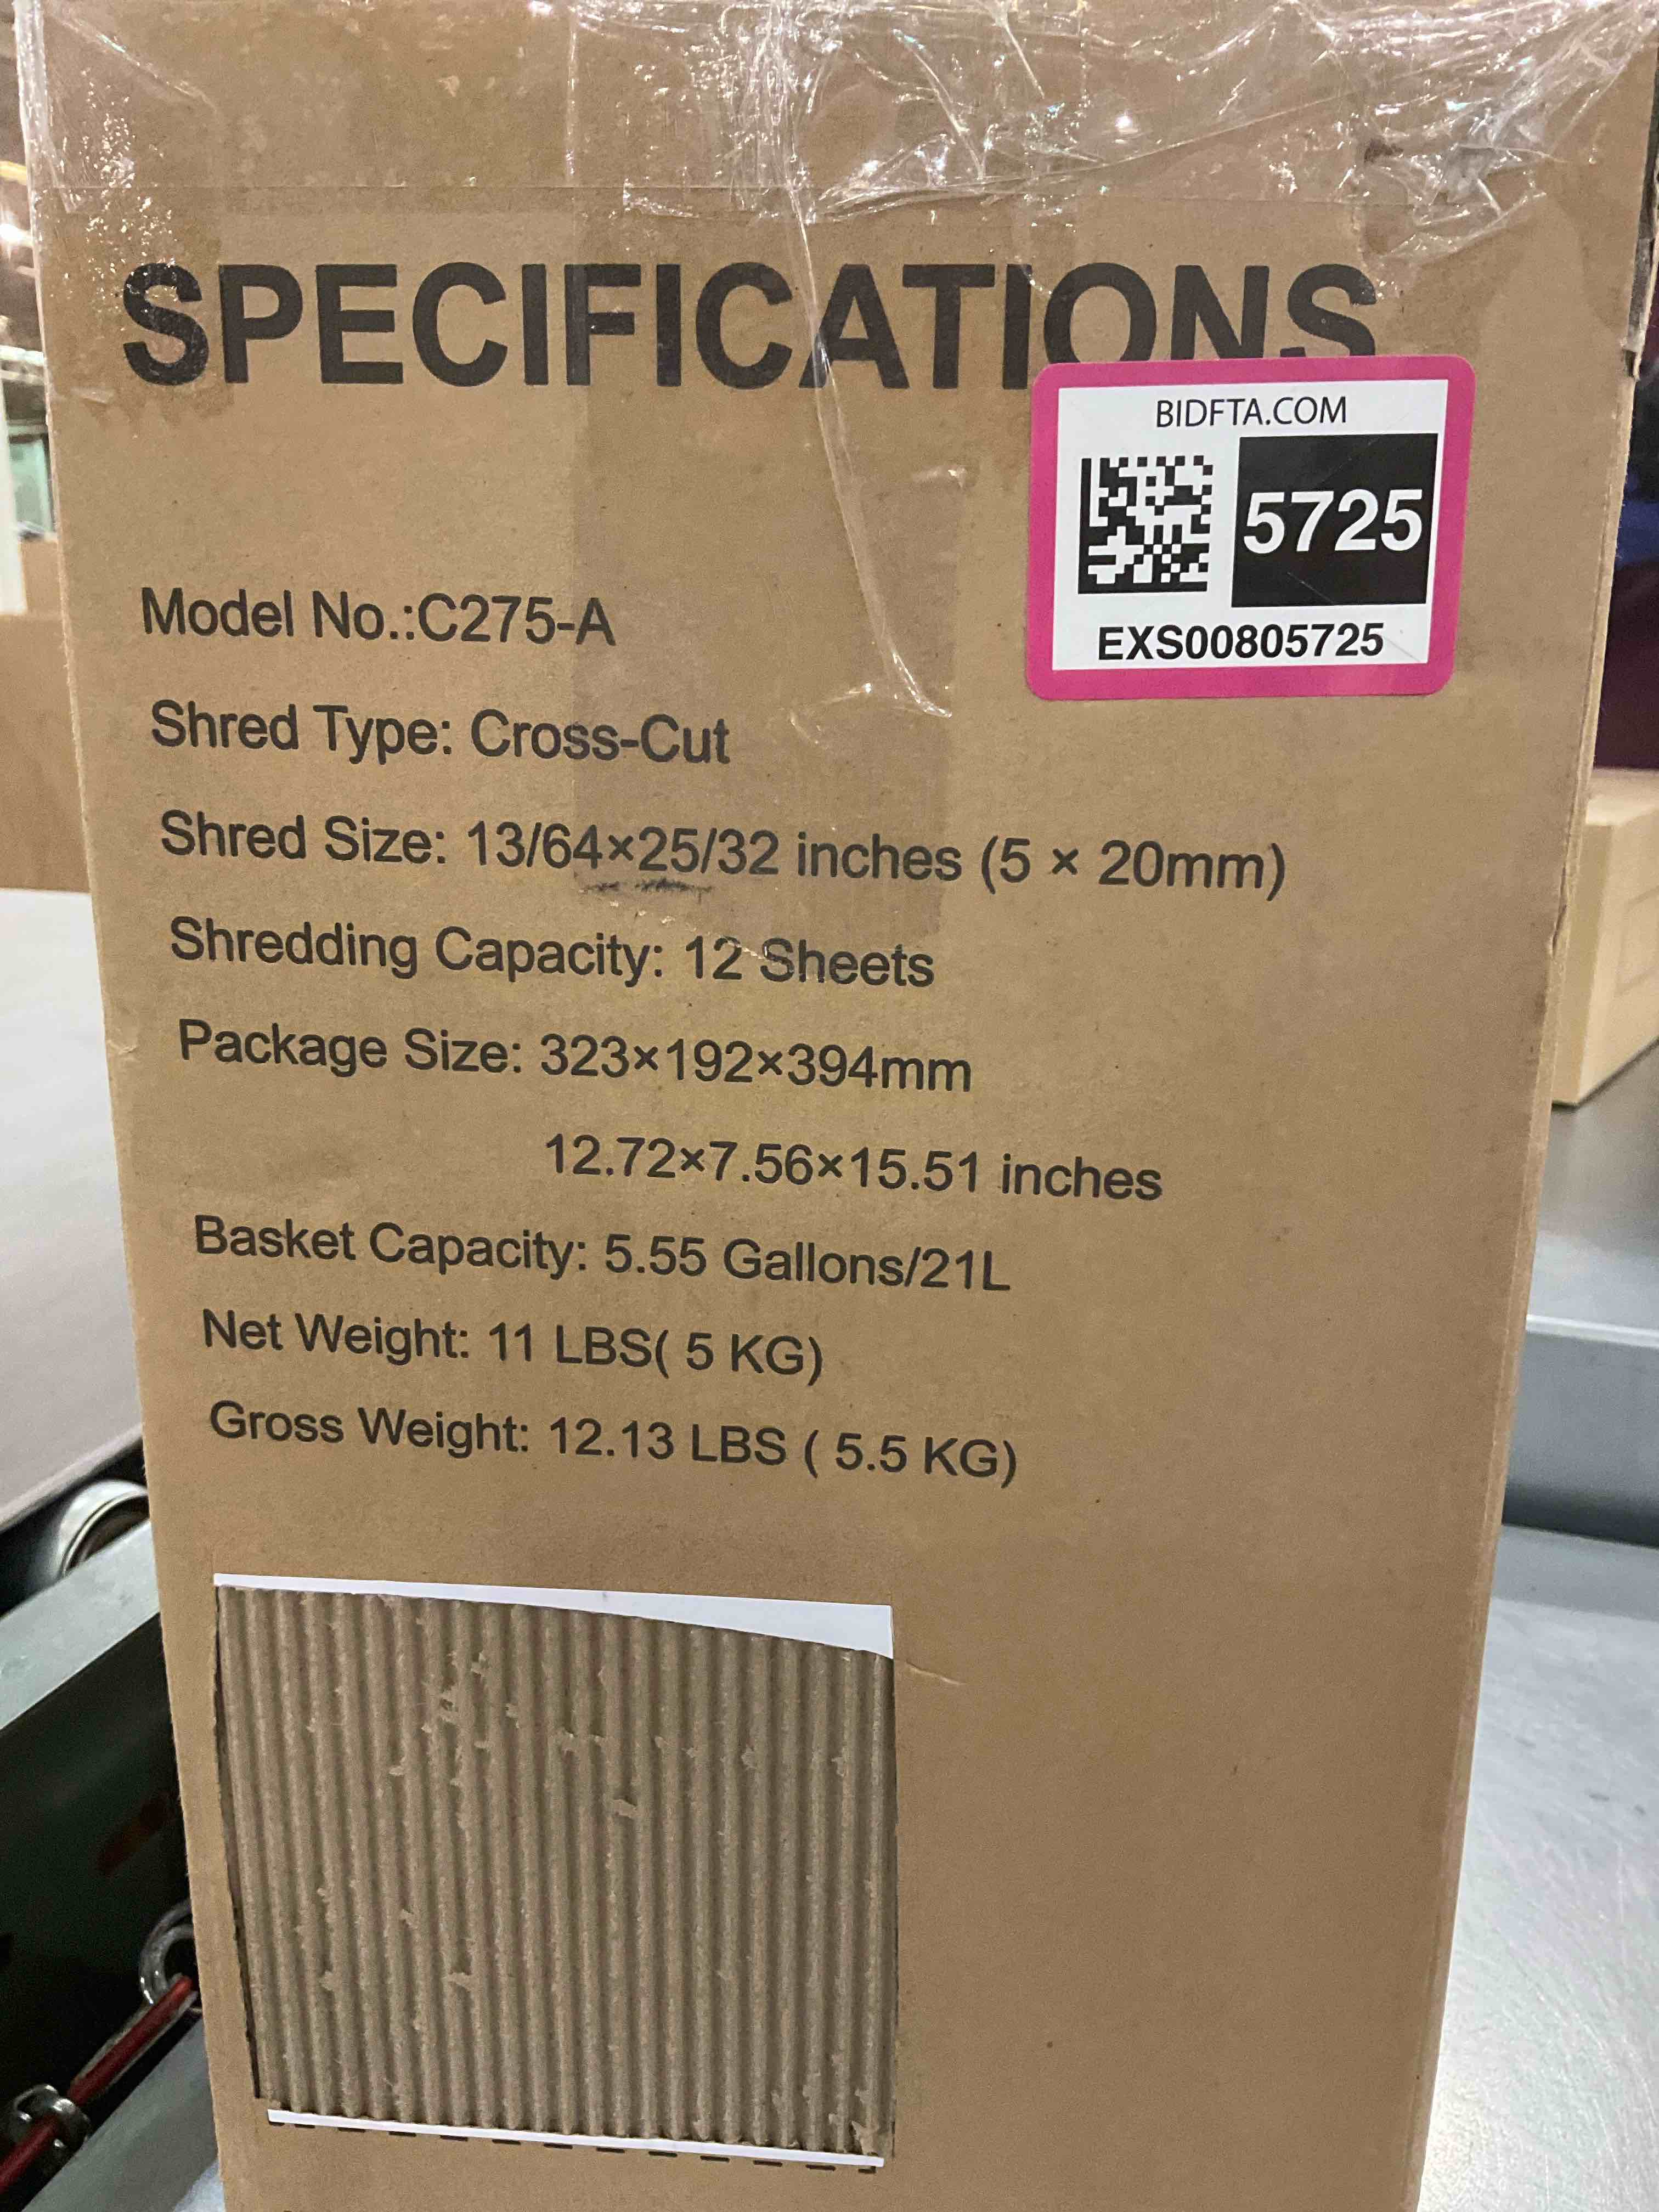 SPECIFICATIONS
BIDFTA.COM
5725
EXS00805725
Model No.:C275-A
Shred Type: Cross-Cut
Shred Size: 13/64×25/32 inches (5 × 20mm)
Shredding Capacity: 12 Sheets
Package Size: 323×192×394mm
12.72×7.56×15.51 inches
Basket Capacity: 5.55 Gallons/21L
Net Weight: 11 LBS( 5 KG)
Gross Weight: 12.13 LBS ( 5.5 KG)